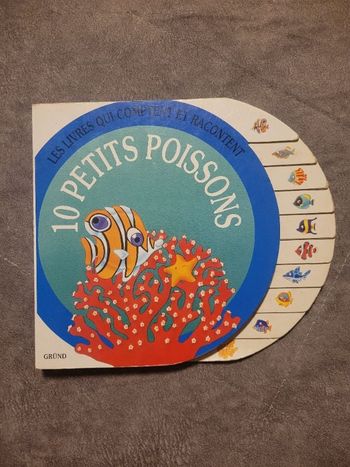 LES LIVRES QUI COMPTENT ET RACONTENT
10 PETITS POISSONS
GRÜND